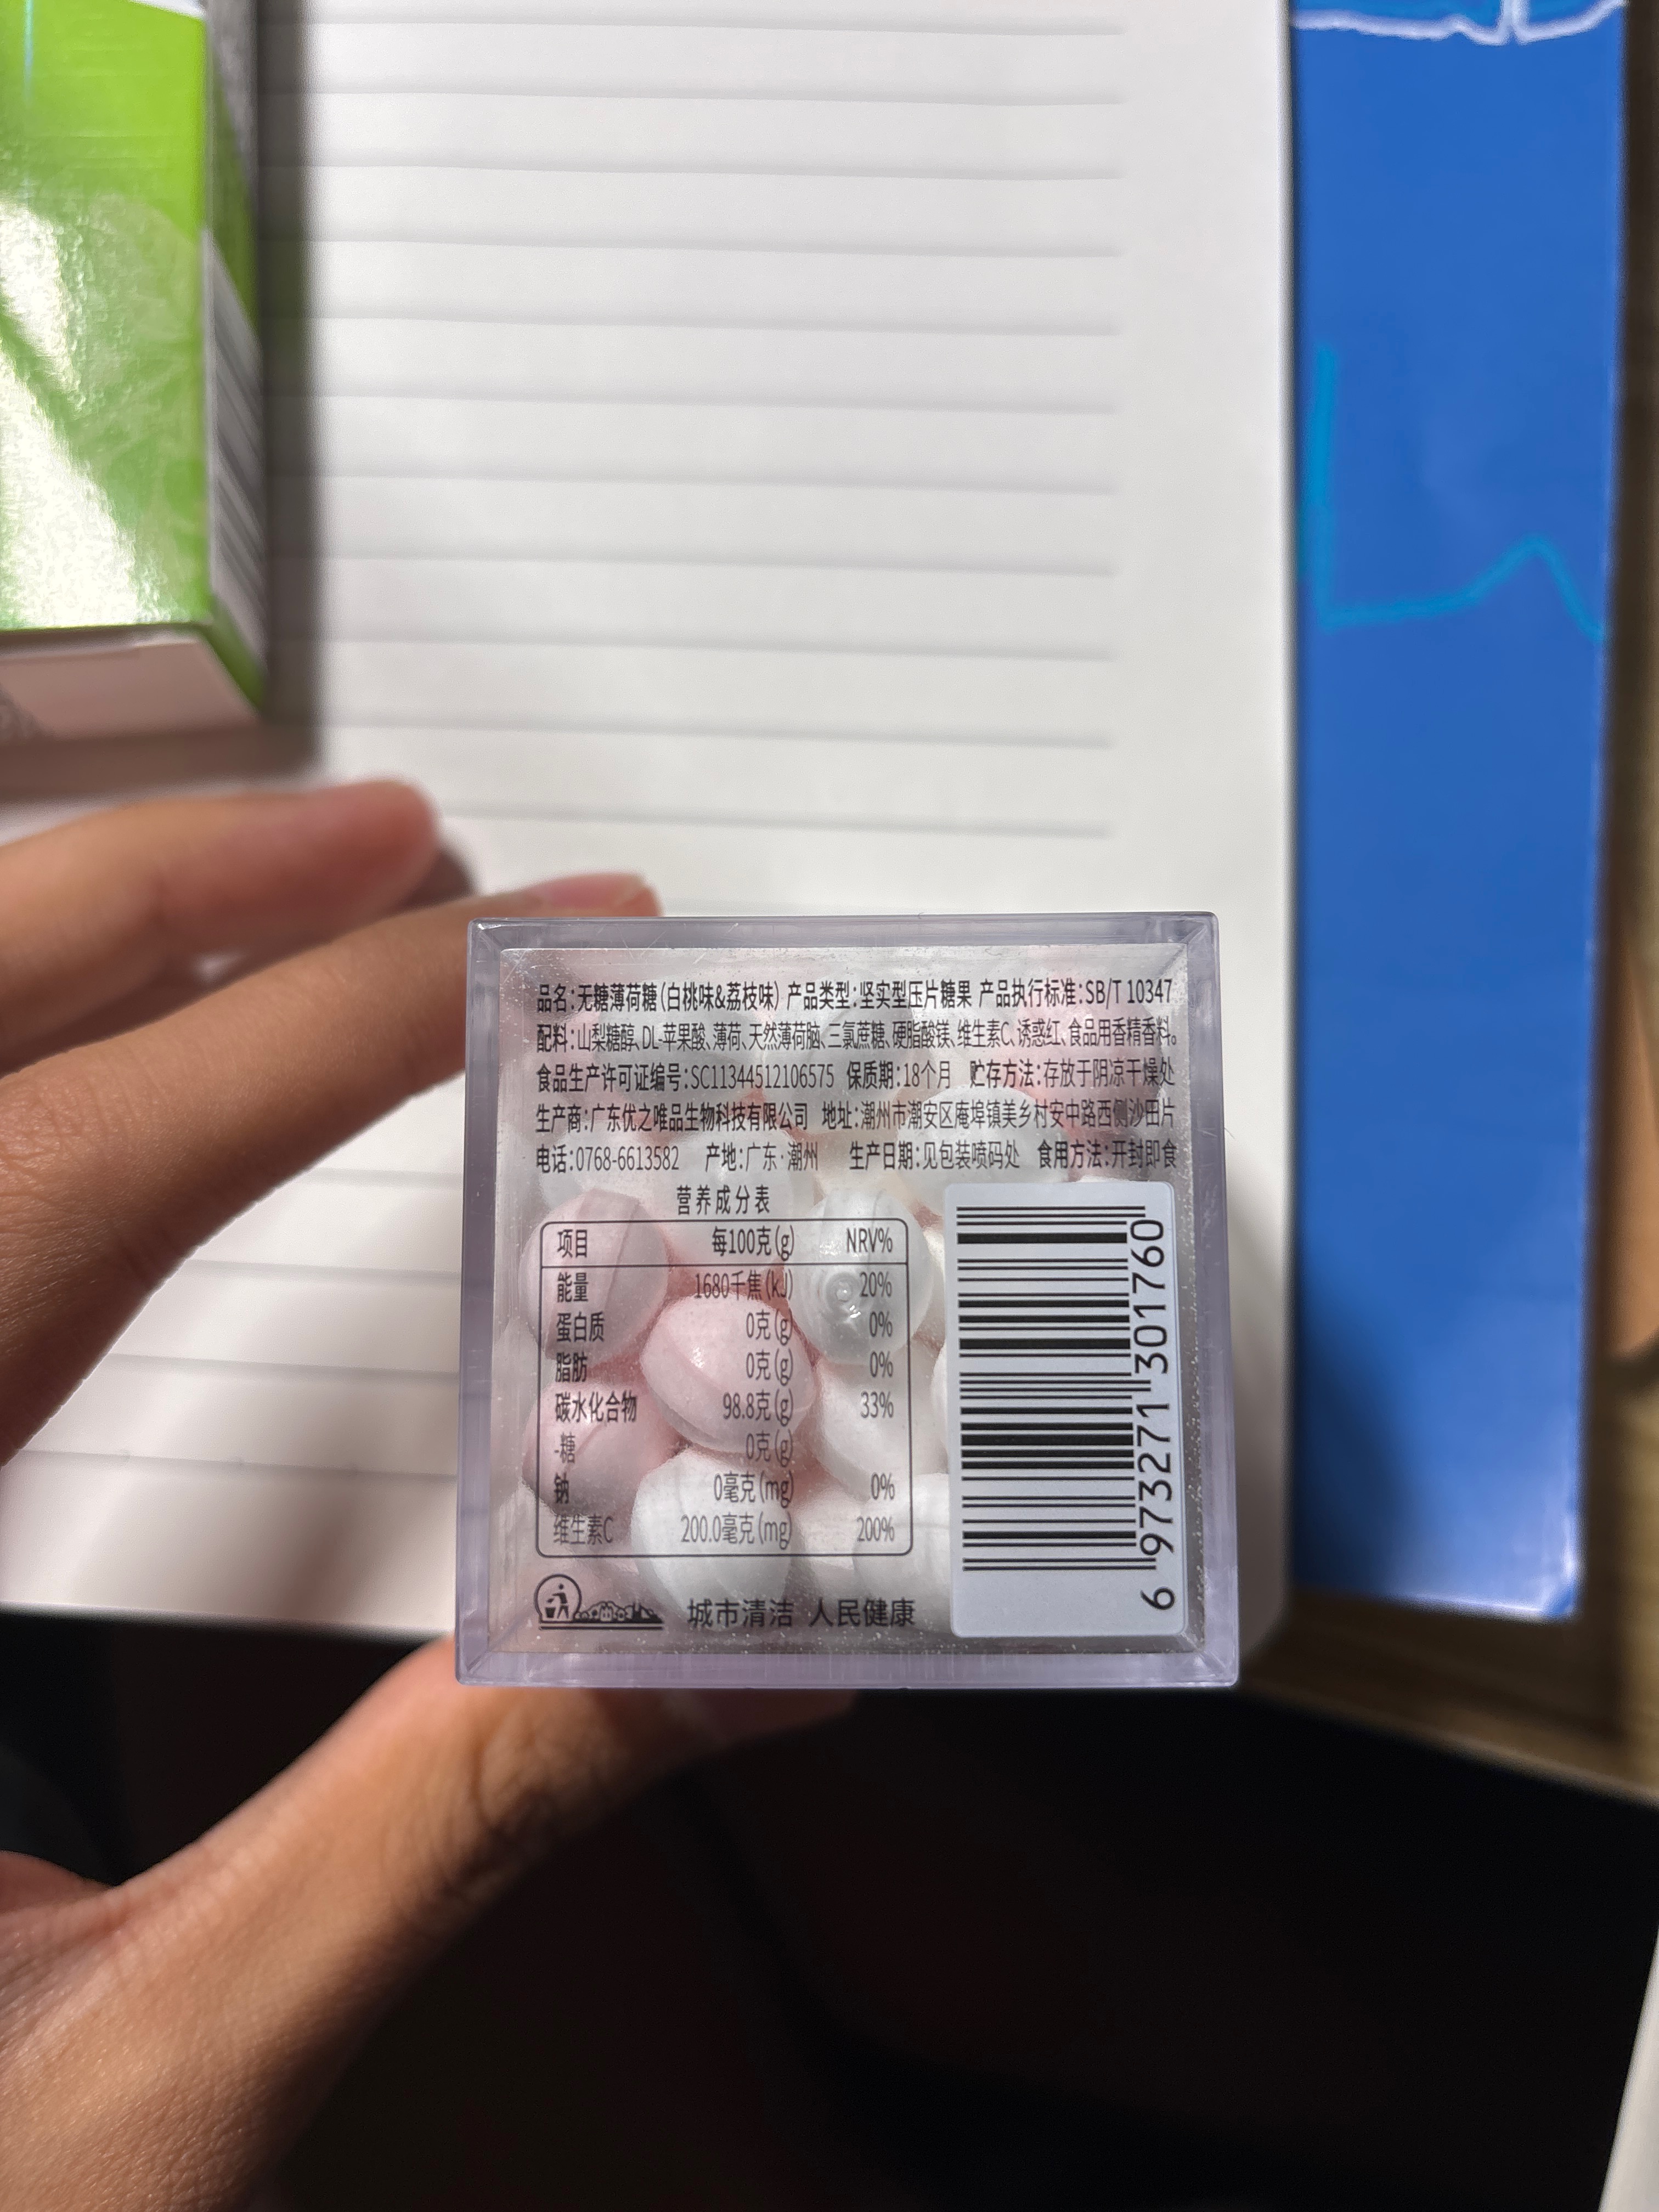 品名:无糖薄荷糖(白桃味&荔枝味) 产品类型:坚实型压片糖果 产品执行标准:SB/T 10347
配料:山梨糖醇、DL-苹果酸、薄荷、天然薄荷脑、三氯蔗糖、硬脂酸镁、维生素C、诱惑红、食品用香精香料。
食品生产许可证编号:SC11344512106575 保质期:18个月 贮存方法:存放于阴凉干燥处
生产商:广东优之唯品生物科技有限公司 地址:潮州市潮安区庵埠镇美乡村安中路西侧沙田片
电话:0768-6613582 产地:广东·潮州 生产日期:见包装喷码处 食用方法:开封即食
营养成分表
项目 每100克(g) NRV%
能量 1680千焦(kJ) 20%
蛋白质 0克(g) 0%
脂肪 0克(g) 0%
碳水化合物 98.8克(g) 33%
-糖 0克(g)
钠 0毫克(mg) 0%
维生素C 200.0毫克(mg) 200%
城市清洁 人民健康
6 973271 301760